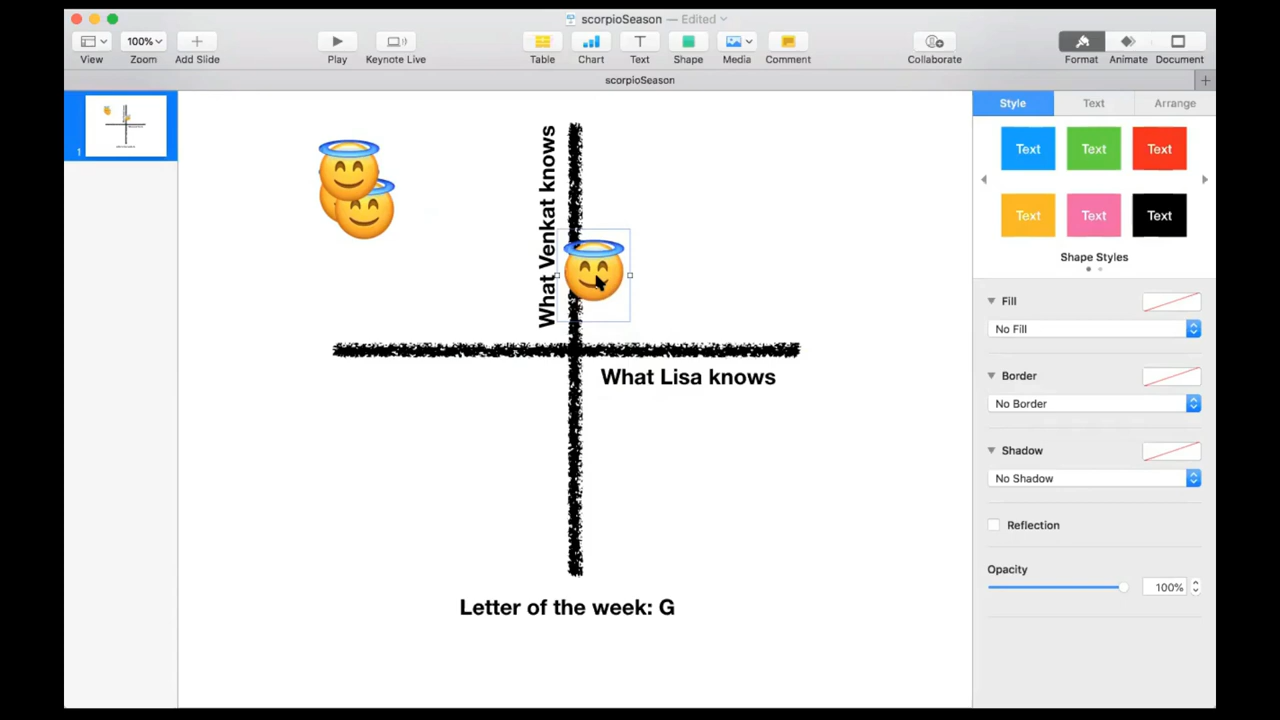 scorpioSeason — Edited
100%
View
Zoom
Add Slide
Play
Keynote Live
Table
Chart
Text
Shape
Media
Comment
Collaborate
Format
Animate
Document
scorpioSeason
Style
Text
Arrange
1
Text
Text
Text
Text
Text
Text
Shape Styles
Fill
No Fill
Border
No Border
Shadow
No Shadow
Reflection
Opacity
100%
What Venkat knows
What Lisa knows
Letter of the week: G